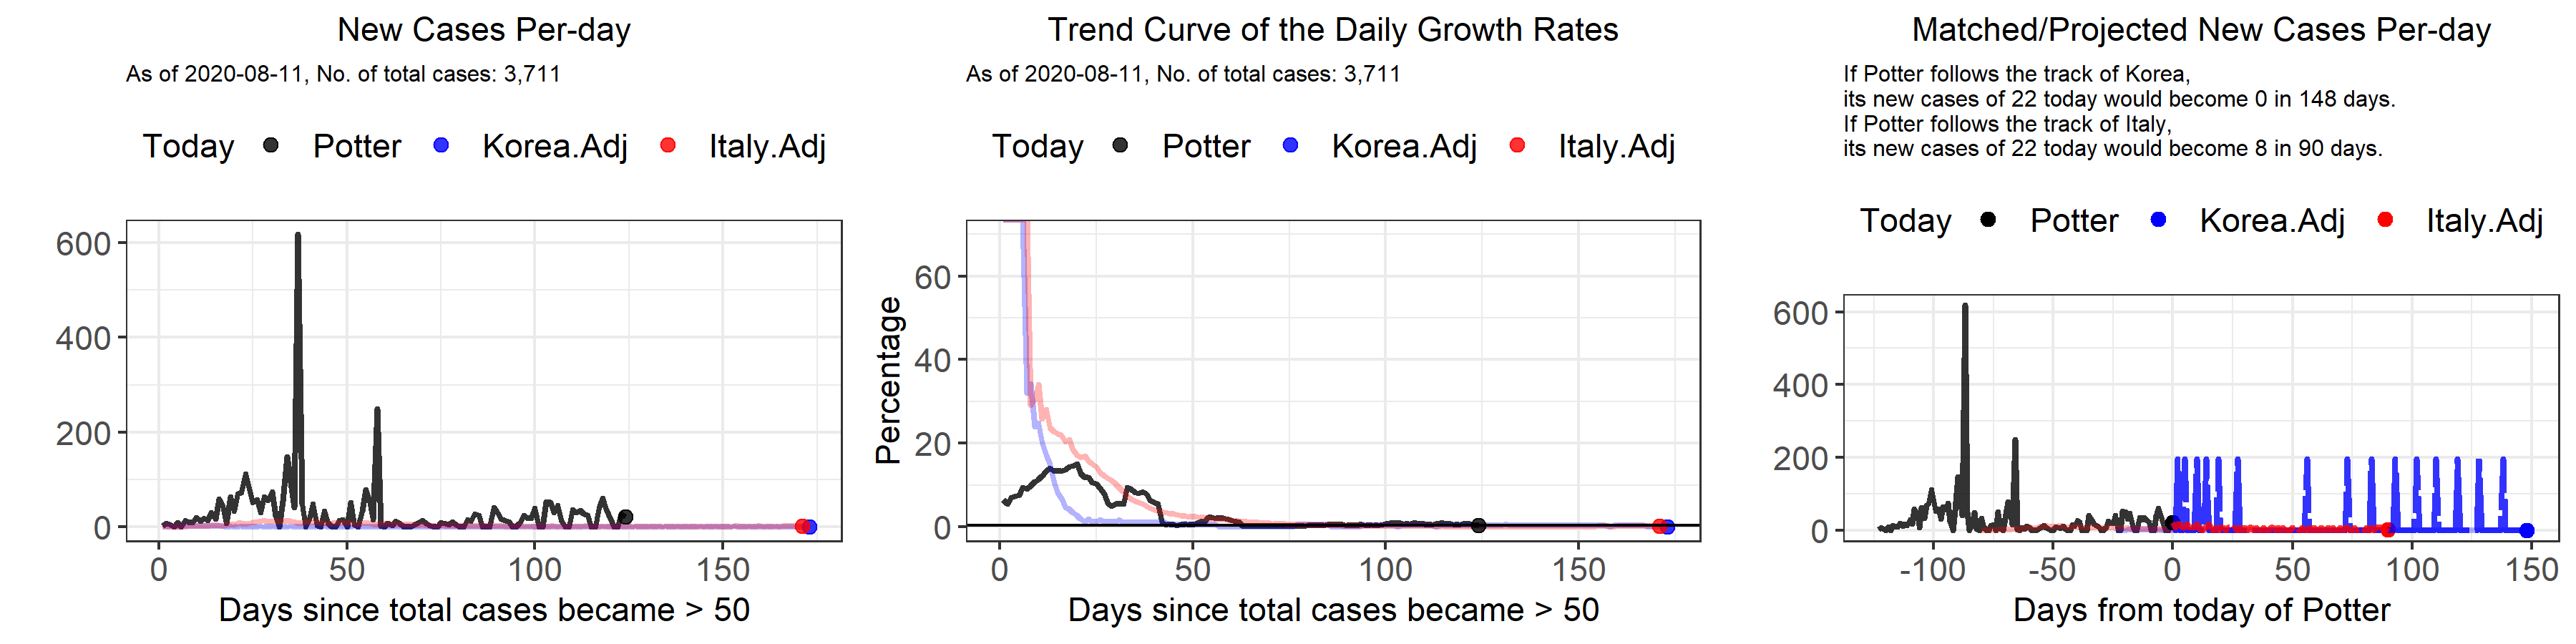 New Cases Per-day
As of 2020-08-11, No. of total cases: 3,711
Today Potter Korea.Adj Italy.Adj
600
400
200
0
0 50 100 150
Days since total cases became > 50
Trend Curve of the Daily Growth Rates
As of 2020-08-11, No. of total cases: 3,711
Today Potter Korea.Adj Italy.Adj
Percentage
60
40
20
0
0 50 100 150
Days since total cases became > 50
Matched/Projected New Cases Per-day
If Potter follows the track of Korea,
its new cases of 22 today would become 0 in 148 days.
If Potter follows the track of Italy,
its new cases of 22 today would become 8 in 90 days.
Today Potter Korea.Adj Italy.Adj
600
400
200
0
-100 -50 0 50 100 150
Days from today of Potter